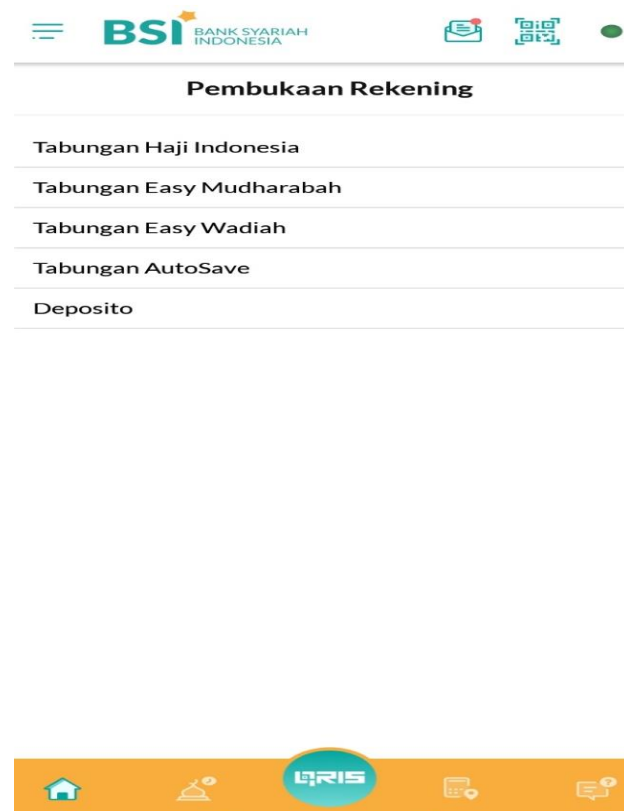 BSI BANK SYARIAH
INDONESIA
Pembukaan Rekening
Tabungan Haji Indonesia
Tabungan Easy Mudharabah
Tabungan Easy Wadiah
Tabungan AutoSave
Deposito
QRIS